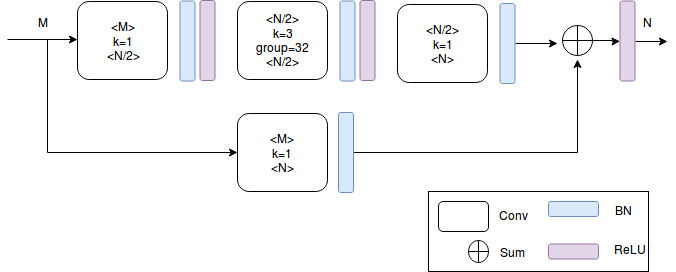 M
<M>
k=1
<N/2>
<N/2>
k=3
group=32
<N/2>
<N/2>
k=1
<N>
N
<M>
k=1
<N>
Conv
BN
Sum
ReLU